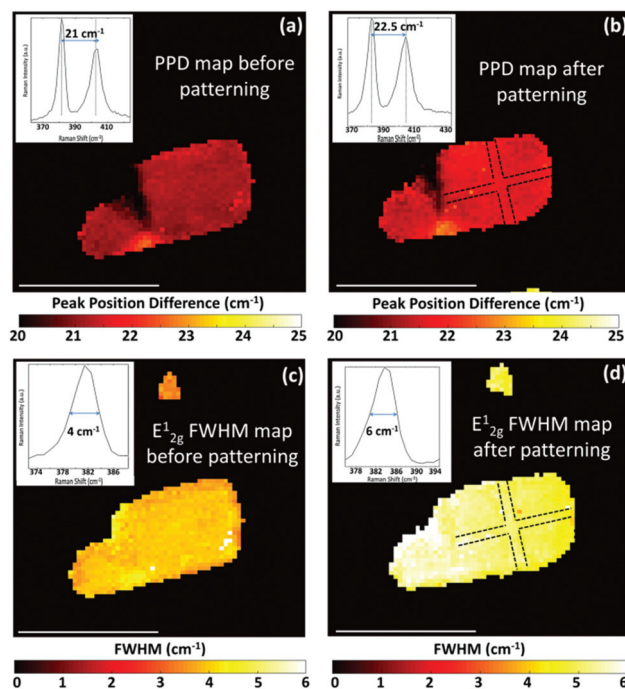 (a)
21 cm⁻¹
Raman Intensity (a.u.)
370 390 410
Raman Shift (cm⁻¹)
PPD map before
patterning
Peak Position Difference (cm⁻¹)
20 21 22 23 24 25
(b)
22.5 cm⁻¹
Raman Intensity (a.u.)
370 390 410 430
Raman Shift (cm⁻¹)
PPD map after
patterning
Peak Position Difference (cm⁻¹)
20 21 22 23 24 25
(c)
4 cm⁻¹
Raman Intensity (a.u.)
374 378 382 386
Raman Shift (cm⁻¹)
E¹₂g FWHM map
before patterning
FWHM (cm⁻¹)
0 1 2 3 4 5 6
(d)
6 cm⁻¹
Raman Intensity (a.u.)
378 382 386 390 394
Raman Shift (cm⁻¹)
E¹₂g FWHM map
after patterning
FWHM (cm⁻¹)
0 1 2 3 4 5 6